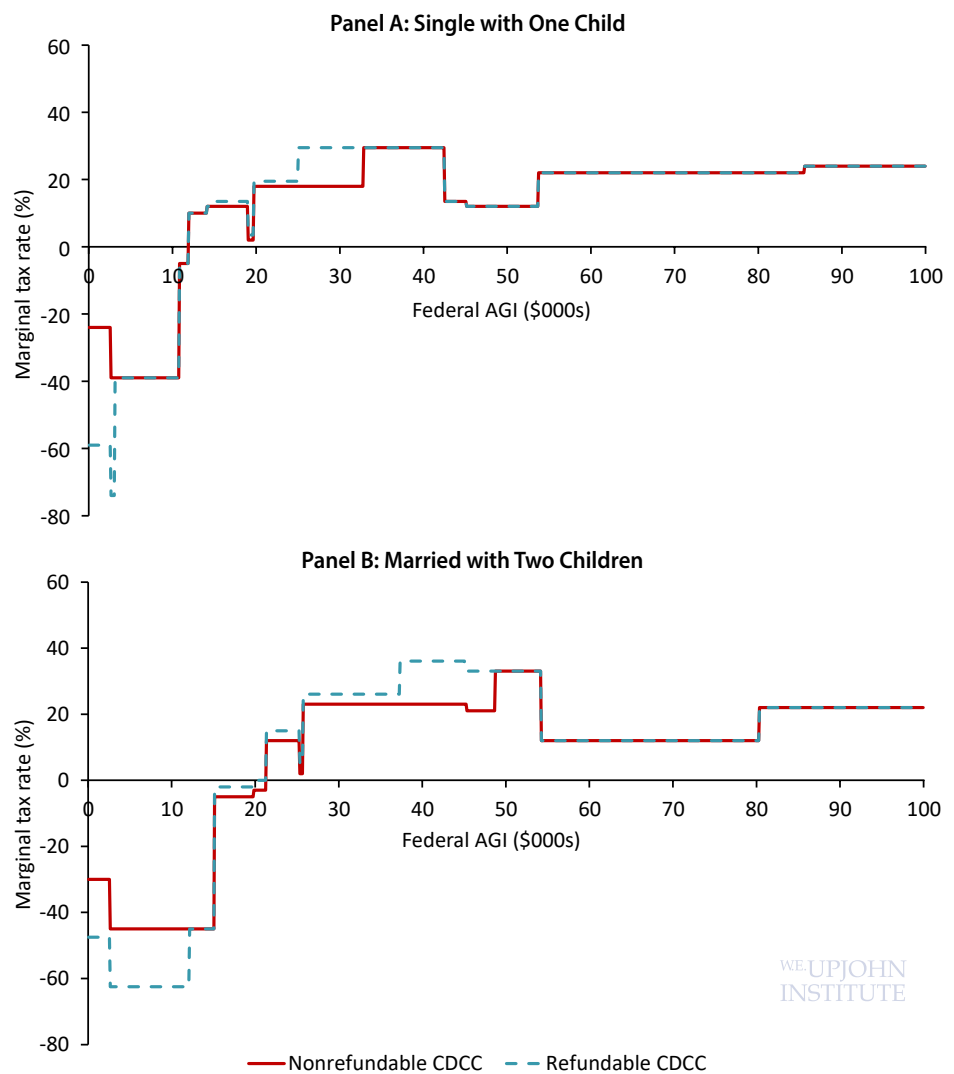 Panel A: Single with One Child
60
40
20
0
-20
-40
-60
-80
0 10 20 30 40 50 60 70 80 90 100
Marginal tax rate (%)
Federal AGI ($000s)
Panel B: Married with Two Children
60
40
20
0
-20
-40
-60
-80
0 10 20 30 40 50 60 70 80 90 100
Marginal tax rate (%)
Federal AGI ($000s)
W.E. UPJOHN
INSTITUTE
Nonrefundable CDCC Refundable CDCC